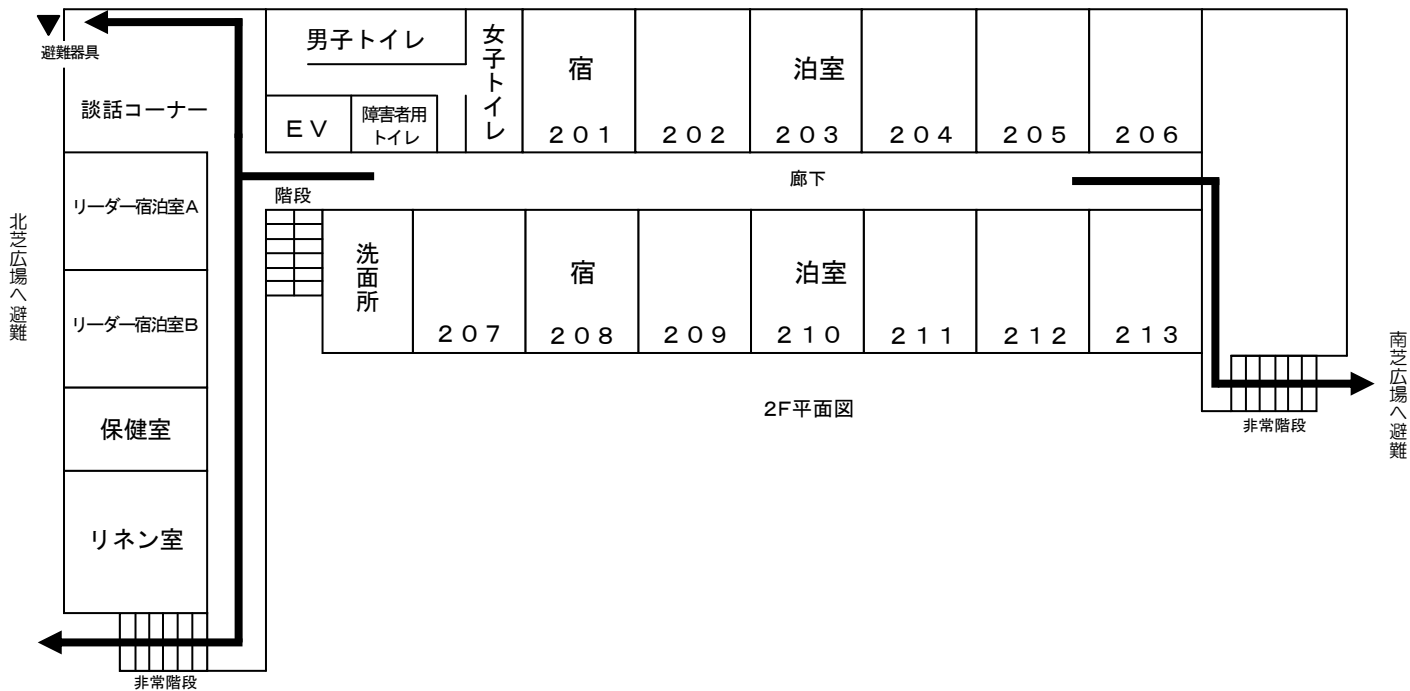 避難器具
談話コーナー
男子トイレ
女子トイレ
ＥＶ
障害者用
トイレ
宿　泊室
２０１　２０２　２０３　２０４　２０５　２０６
廊下
階段
洗面所
宿　泊室
２０７　２０８　２０９　２１０　２１１　２１２　２１３
リーダー宿泊室A
リーダー宿泊室B
保健室
リネン室
非常階段
北芝広場へ避難
2F平面図
非常階段
南芝広場へ避難